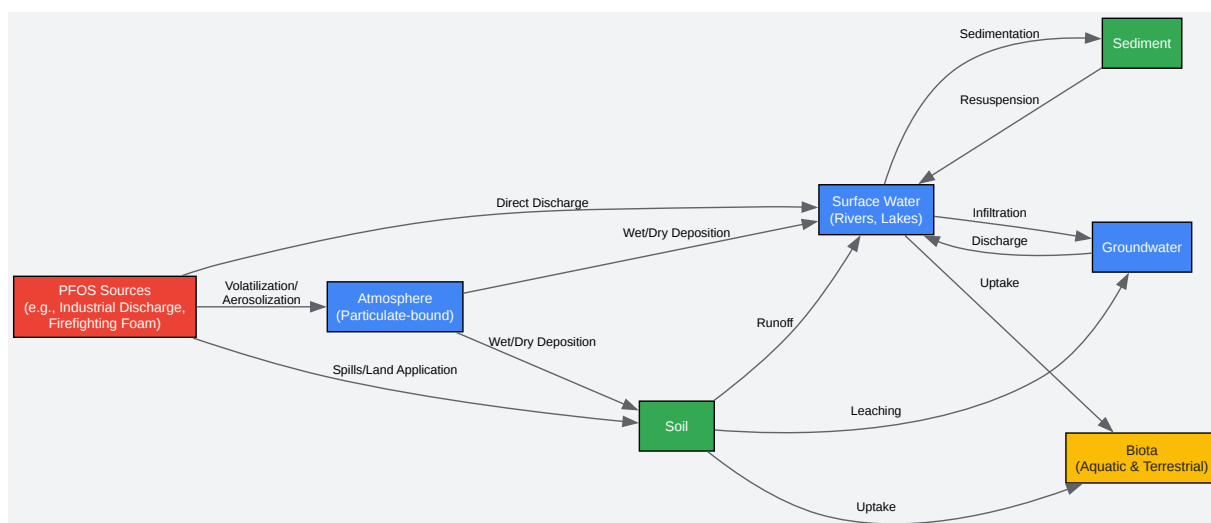 Sedimentation
Sediment
Resuspension
Direct Discharge
Surface Water
(Rivers, Lakes)
Infiltration
Wet/Dry Deposition
Discharge
Groundwater
PFOS Sources
(e.g., Industrial Discharge,
Firefighting Foam)
Volatilization/
Aerosolization
Atmosphere
(Particulate-bound)
Uptake
Runoff
Wet/Dry Deposition
Spills/Land Application
Soil
Leaching
Biota
(Aquatic & Terrestrial)
Uptake